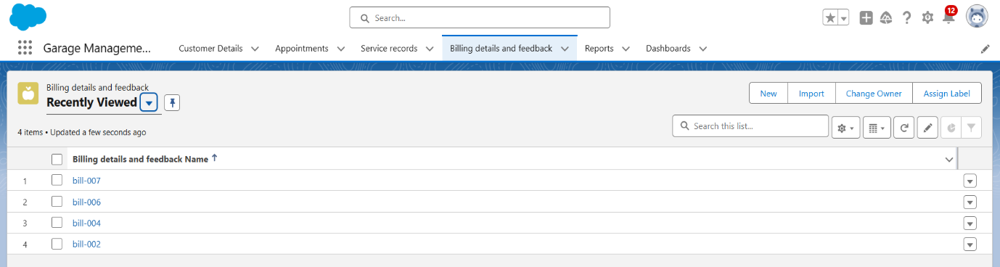 Search...
12
Garage Manageme...
Customer Details
Appointments
Service records
Billing details and feedback
Reports
Dashboards
Billing details and feedback
Recently Viewed
New
Import
Change Owner
Assign Label
4 items • Updated a few seconds ago
Search this list...
Billing details and feedback Name ↑
1 bill-007
2 bill-006
3 bill-004
4 bill-002